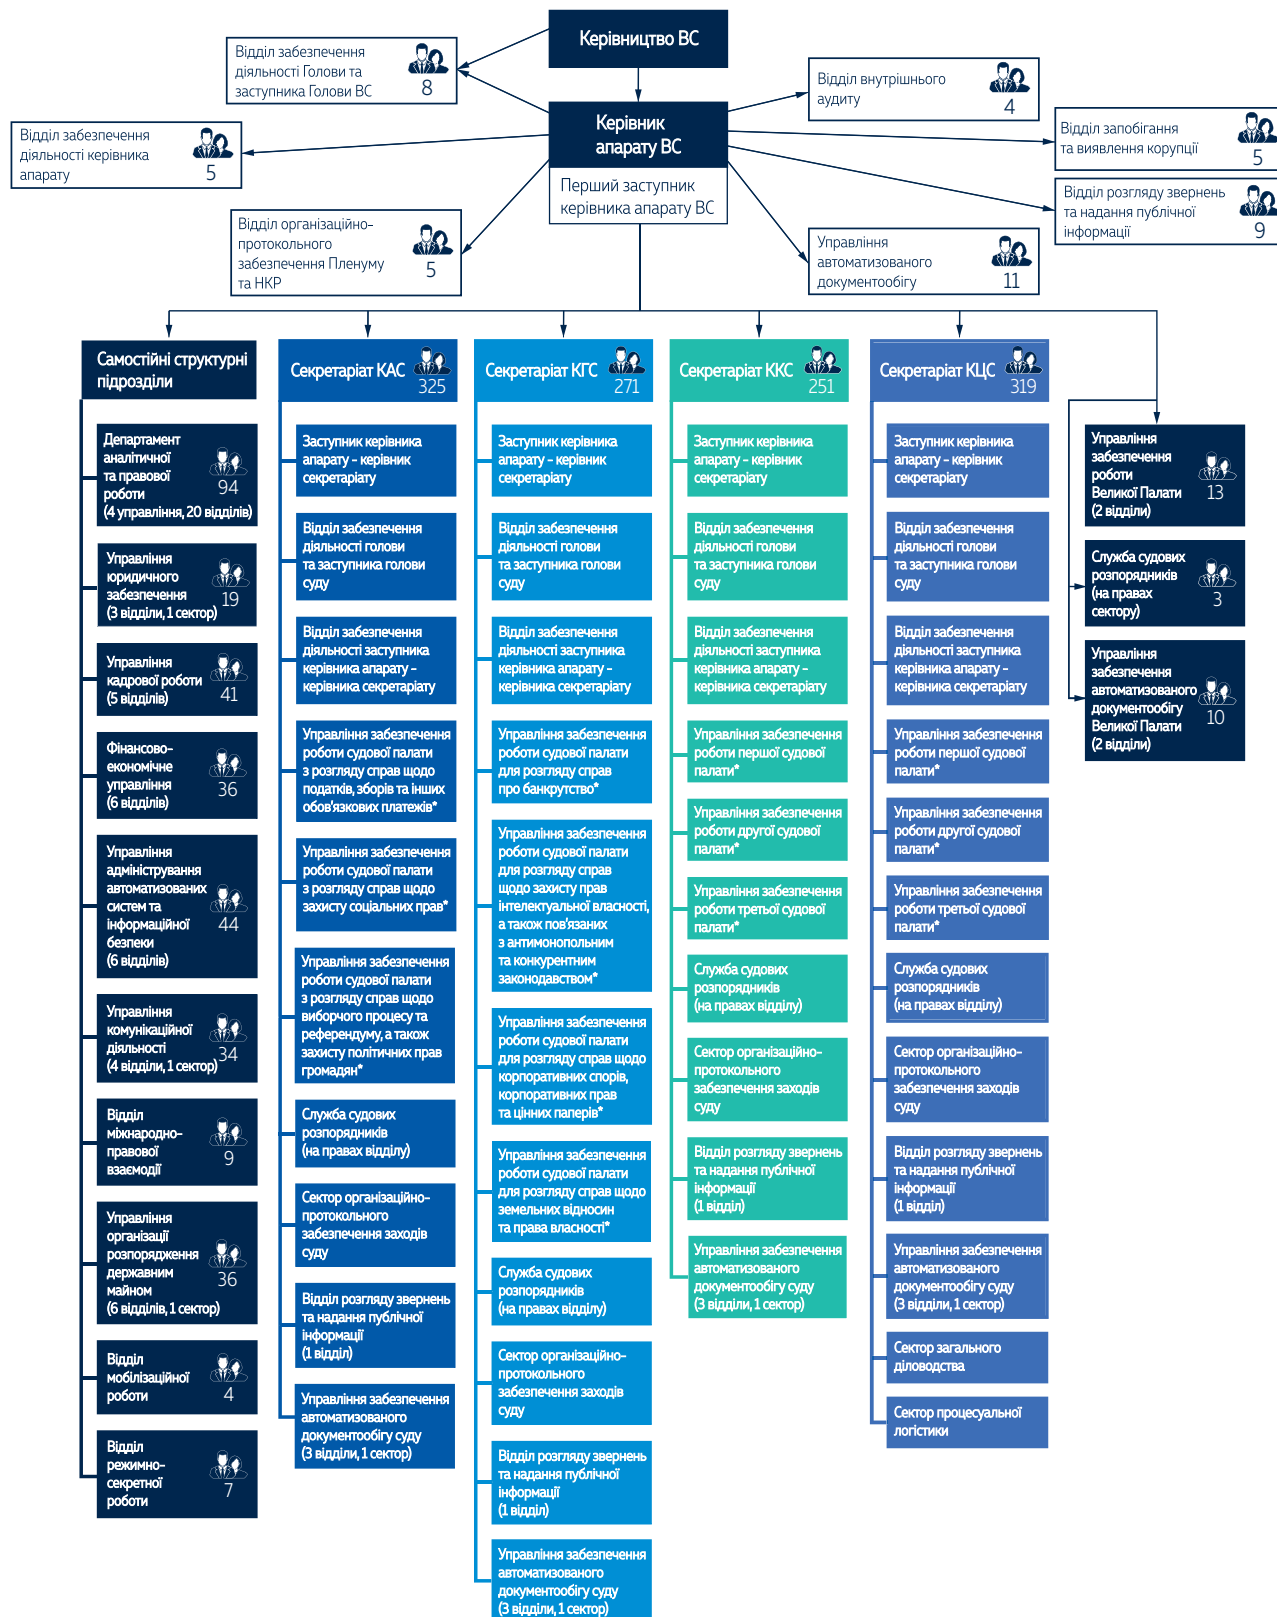 Керівництво ВС
Відділ забезпечення
діяльності Голови та
заступника Голови ВС
8
Відділ внутрішнього
аудиту
4
Керівник
апарату ВС
Перший заступник
керівника апарату ВС
Відділ забезпечення
діяльності керівника
апарату
5
Відділ запобігання
та виявлення корупції
5
Відділ розгляду звернень
та надання публічної
інформації
9
Відділ організаційно-
протокольного
забезпечення Пленуму
та НКР
5
Управління
автоматизованого
документообігу
11
Самостійні структурні
підрозділи
Департамент
аналітичної
та правової
роботи
(4 управління, 20 відділів)
94
Управління
юридичного
забезпечення
(3 відділи, 1 сектор)
19
Управління
кадрової роботи
(5 відділів)
41
Фінансово-
економічне
управління
(6 відділів)
36
Управління
адміністрування
автоматизованих
систем та
інформаційної
безпеки
(6 відділів)
44
Управління
комунікаційної
діяльності
(4 відділи, 1 сектор)
34
Відділ
міжнародно-
правової
взаємодії
9
Управління
організації
розпорядження
державним
майном
(6 відділів, 1 сектор)
36
Відділ
мобілізаційної
роботи
4
Відділ
режимно-
секретної
роботи
7
Секретаріат КАС
325
Заступник керівника
апарату – керівник
секретаріату
Відділ забезпечення
діяльності голови
та заступника голови
суду
Відділ забезпечення
діяльності заступника
керівника апарату –
керівника секретаріату
Управління забезпечення
роботи судової палати
з розгляду справ щодо
податків, зборів та інших
обов'язкових платежів*
Управління забезпечення
роботи судової палати
з розгляду справ щодо
захисту соціальних прав*
Управління забезпечення
роботи судової палати
з розгляду справ щодо
виборчого процесу та
референдуму, а також
захисту політичних прав
громадян*
Служба судових
розпорядників
(на правах відділу)
Сектор організаційно-
протокольного
забезпечення заходів
суду
Відділ розгляду звернень
та надання публічної
інформації
(1 відділ)
Управління забезпечення
автоматизованого
документообігу суду
(3 відділи, 1 сектор)
Секретаріат КГС
271
Заступник керівника
апарату – керівник
секретаріату
Відділ забезпечення
діяльності голови
та заступника голови
суду
Відділ забезпечення
діяльності заступника
керівника апарату –
керівника секретаріату
Управління забезпечення
роботи судової палати
для розгляду справ
про банкрутство*
Управління забезпечення
роботи судової палати
для розгляду справ
щодо захисту прав
інтелектуальної власності,
а також пов'язаних
з антимонопольним
та конкурентним
законодавством*
Управління забезпечення
роботи судової палати
для розгляду справ щодо
корпоративних спорів,
корпоративних прав
та цінних паперів*
Управління забезпечення
роботи судової палати
для розгляду справ щодо
земельних відносин
та права власності*
Служба судових
розпорядників
(на правах відділу)
Сектор організаційно-
протокольного
забезпечення заходів
суду
Відділ розгляду звернень
та надання публічної
інформації
(1 відділ)
Управління забезпечення
автоматизованого
документообігу суду
(3 відділи, 1 сектор)
Секретаріат ККС
251
Заступник керівника
апарату – керівник
секретаріату
Відділ забезпечення
діяльності голови
та заступника голови
суду
Відділ забезпечення
діяльності заступника
керівника апарату –
керівника секретаріату
Управління забезпечення
роботи першої судової
палати*
Управління забезпечення
роботи другої судової
палати*
Управління забезпечення
роботи третьої судової
палати*
Служба судових
розпорядників
(на правах відділу)
Сектор організаційно-
протокольного
забезпечення заходів
суду
Відділ розгляду звернень
та надання публічної
інформації
(1 відділ)
Управління забезпечення
автоматизованого
документообігу суду
(3 відділи, 1 сектор)
Секретаріат КЦС
319
Заступник керівника
апарату – керівник
секретаріату
Відділ забезпечення
діяльності голови
та заступника голови
суду
Відділ забезпечення
діяльності заступника
керівника апарату –
керівника секретаріату
Управління забезпечення
роботи першої судової
палати*
Управління забезпечення
роботи другої судової
палати*
Управління забезпечення
роботи третьої судової
палати*
Служба судових
розпорядників
(на правах відділу)
Сектор організаційно-
протокольного
забезпечення заходів
суду
Відділ розгляду звернень
та надання публічної
інформації
(1 відділ)
Управління забезпечення
автоматизованого
документообігу суду
(3 відділи, 1 сектор)
Сектор загального
діловодства
Сектор процесуальної
логістики
Управління
забезпечення
роботи
Великої Палати
(2 відділи)
13
Служба судових
розпорядників
(на правах
сектору)
3
Управління
забезпечення
автоматизованого
документообігу
Великої Палати
(2 відділи)
10